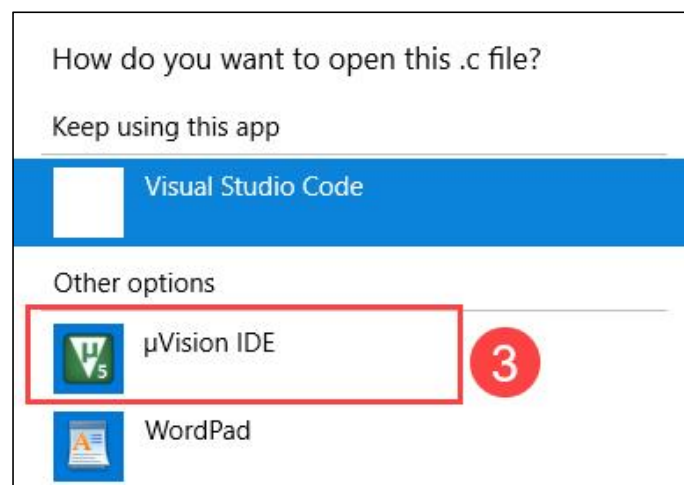 How do you want to open this .c file?
Keep using this app
Visual Studio Code
Other options
µVision IDE
µ
V5
3
A
WordPad